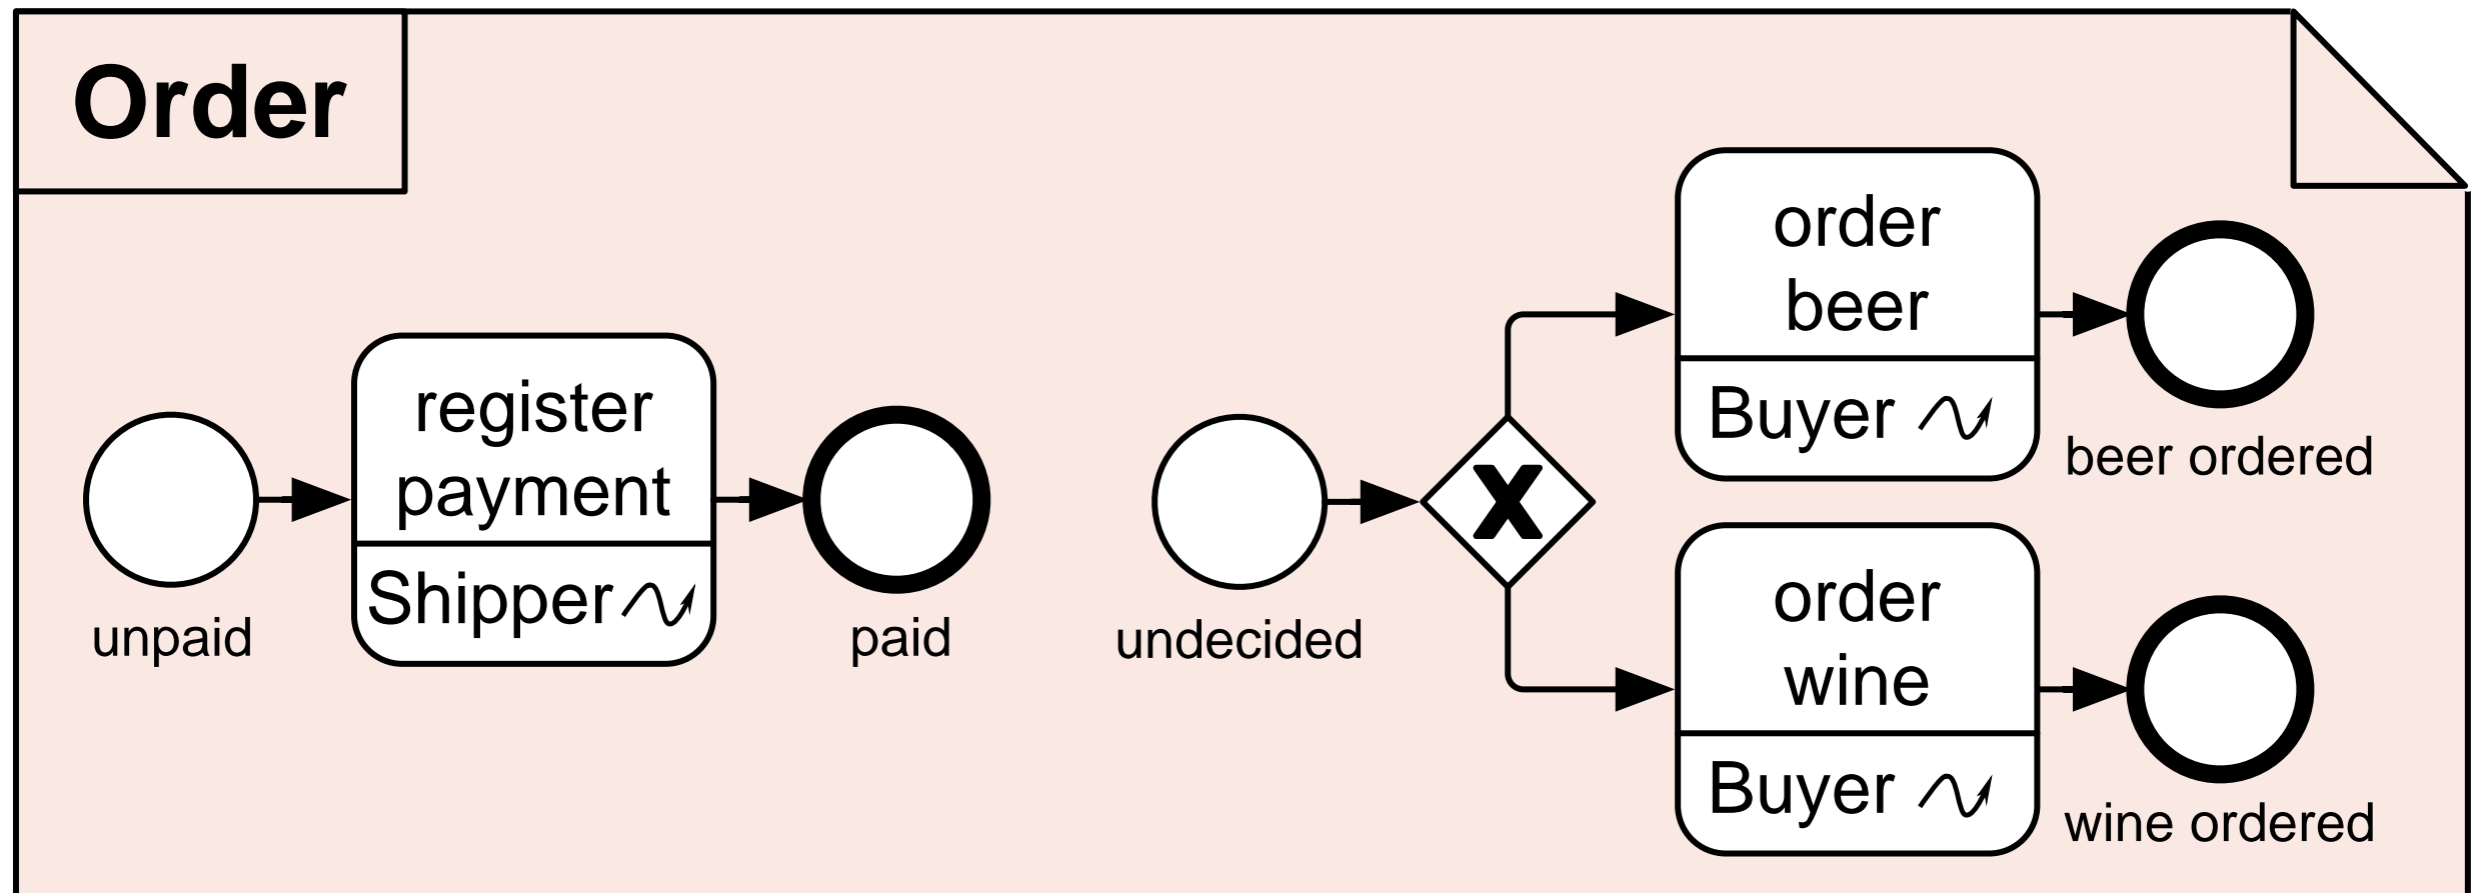 Order
register
payment
Shipper
unpaid
paid
undecided
X
order
beer
Buyer
beer ordered
order
wine
Buyer
wine ordered